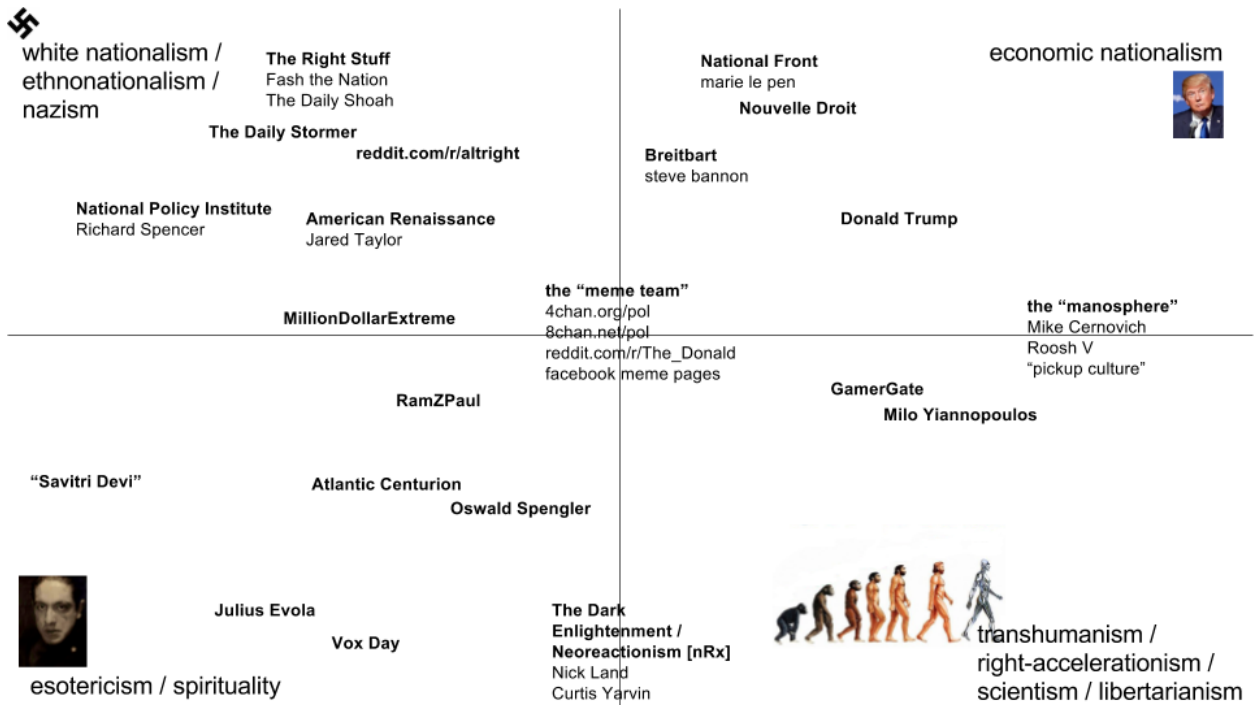 white nationalism /
ethnonationalism /
nazism
The Right Stuff
Fash the Nation
The Daily Shoah
The Daily Stormer
reddit.com/r/altright
National Policy Institute
Richard Spencer
American Renaissance
Jared Taylor
MillionDollarExtreme
National Front
marie le pen
Nouvelle Droit
Breitbart
steve bannon
economic nationalism
Donald Trump
the “meme team”
4chan.org/pol
8chan.net/pol
reddit.com/r/The_Donald
facebook meme pages
the “manosphere”
Mike Cernovich
Roosh V
“pickup culture”
GamerGate
Milo Yiannopoulos
RamZPaul
“Savitri Devi”
Atlantic Centurion
Oswald Spengler
Julius Evola
Vox Day
esotericism / spirituality
The Dark
Enlightenment /
Neoreactionism [nRx]
Nick Land
Curtis Yarvin
transhumanism /
right-accelerationism /
scientism / libertarianism